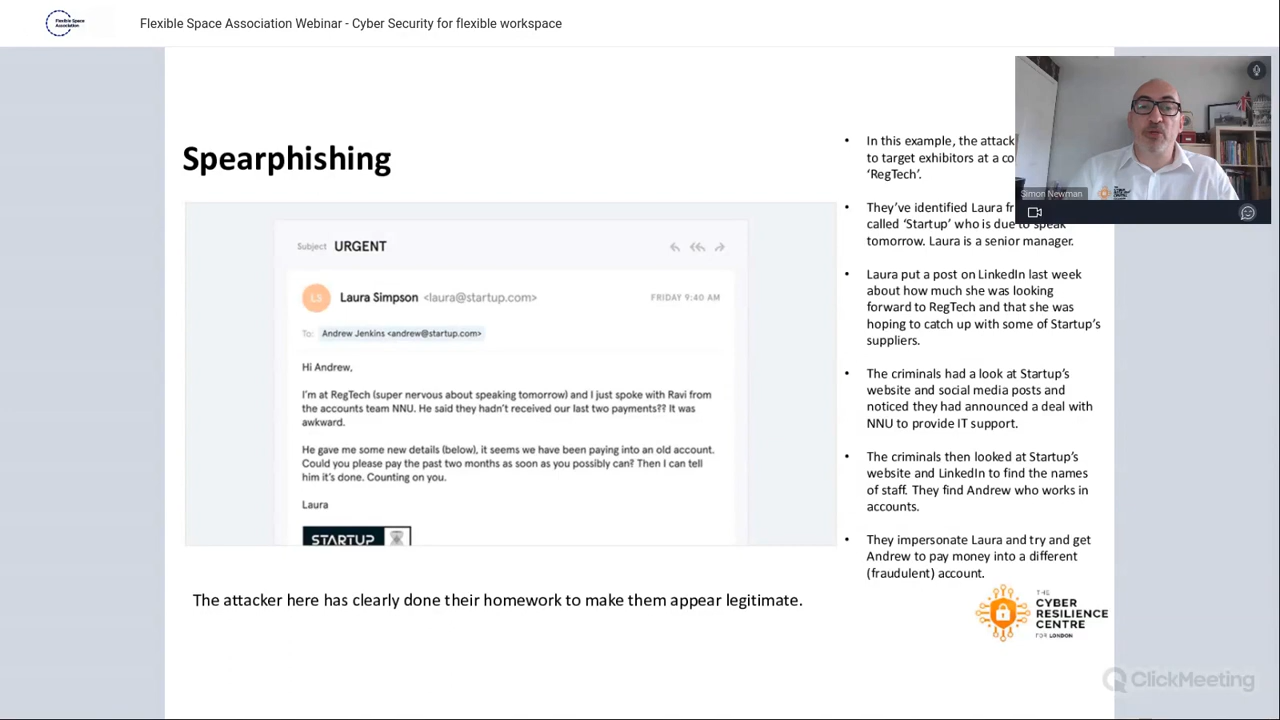 Flexible Space
Association
Flexible Space Association Webinar - Cyber Security for flexible workspace
Spearphishing
Subject URGENT
LS
Laura Simpson <laura@startup.com>
FRIDAY 9:40 AM
To: Andrew Jenkins <andrew@startup.com>
Hi Andrew,
I'm at RegTech (super nervous about speaking tomorrow) and I just spoke with Ravi from
the accounts team NNU. He said they hadn't received our last two payments?? It was
awkward.
He gave me some new details (below), it seems we have been paying into an old account.
Could you please pay the past two months as soon as you possibly can? Then I can tell
him it's done. Counting on you.
Laura
STARTUP
The attacker here has clearly done their homework to make them appear legitimate.
• In this example, the attack
to target exhibitors at a co
'RegTech'.
• They've identified Laura fr
called 'Startup' who is due to speak
tomorrow. Laura is a senior manager.
• Laura put a post on LinkedIn last week
about how much she was looking
forward to RegTech and that she was
hoping to catch up with some of Startup's
suppliers.
• The criminals had a look at Startup's
website and social media posts and
noticed they had announced a deal with
NNU to provide IT support.
• The criminals then looked at Startup's
website and LinkedIn to find the names
of staff. They find Andrew who works in
accounts.
• They impersonate Laura and try and get
Andrew to pay money into a different
(fraudulent) account.
Simon Newman
THE
CYBER
RESILIENCE
CENTRE
FOR LONDON
ClickMeeting